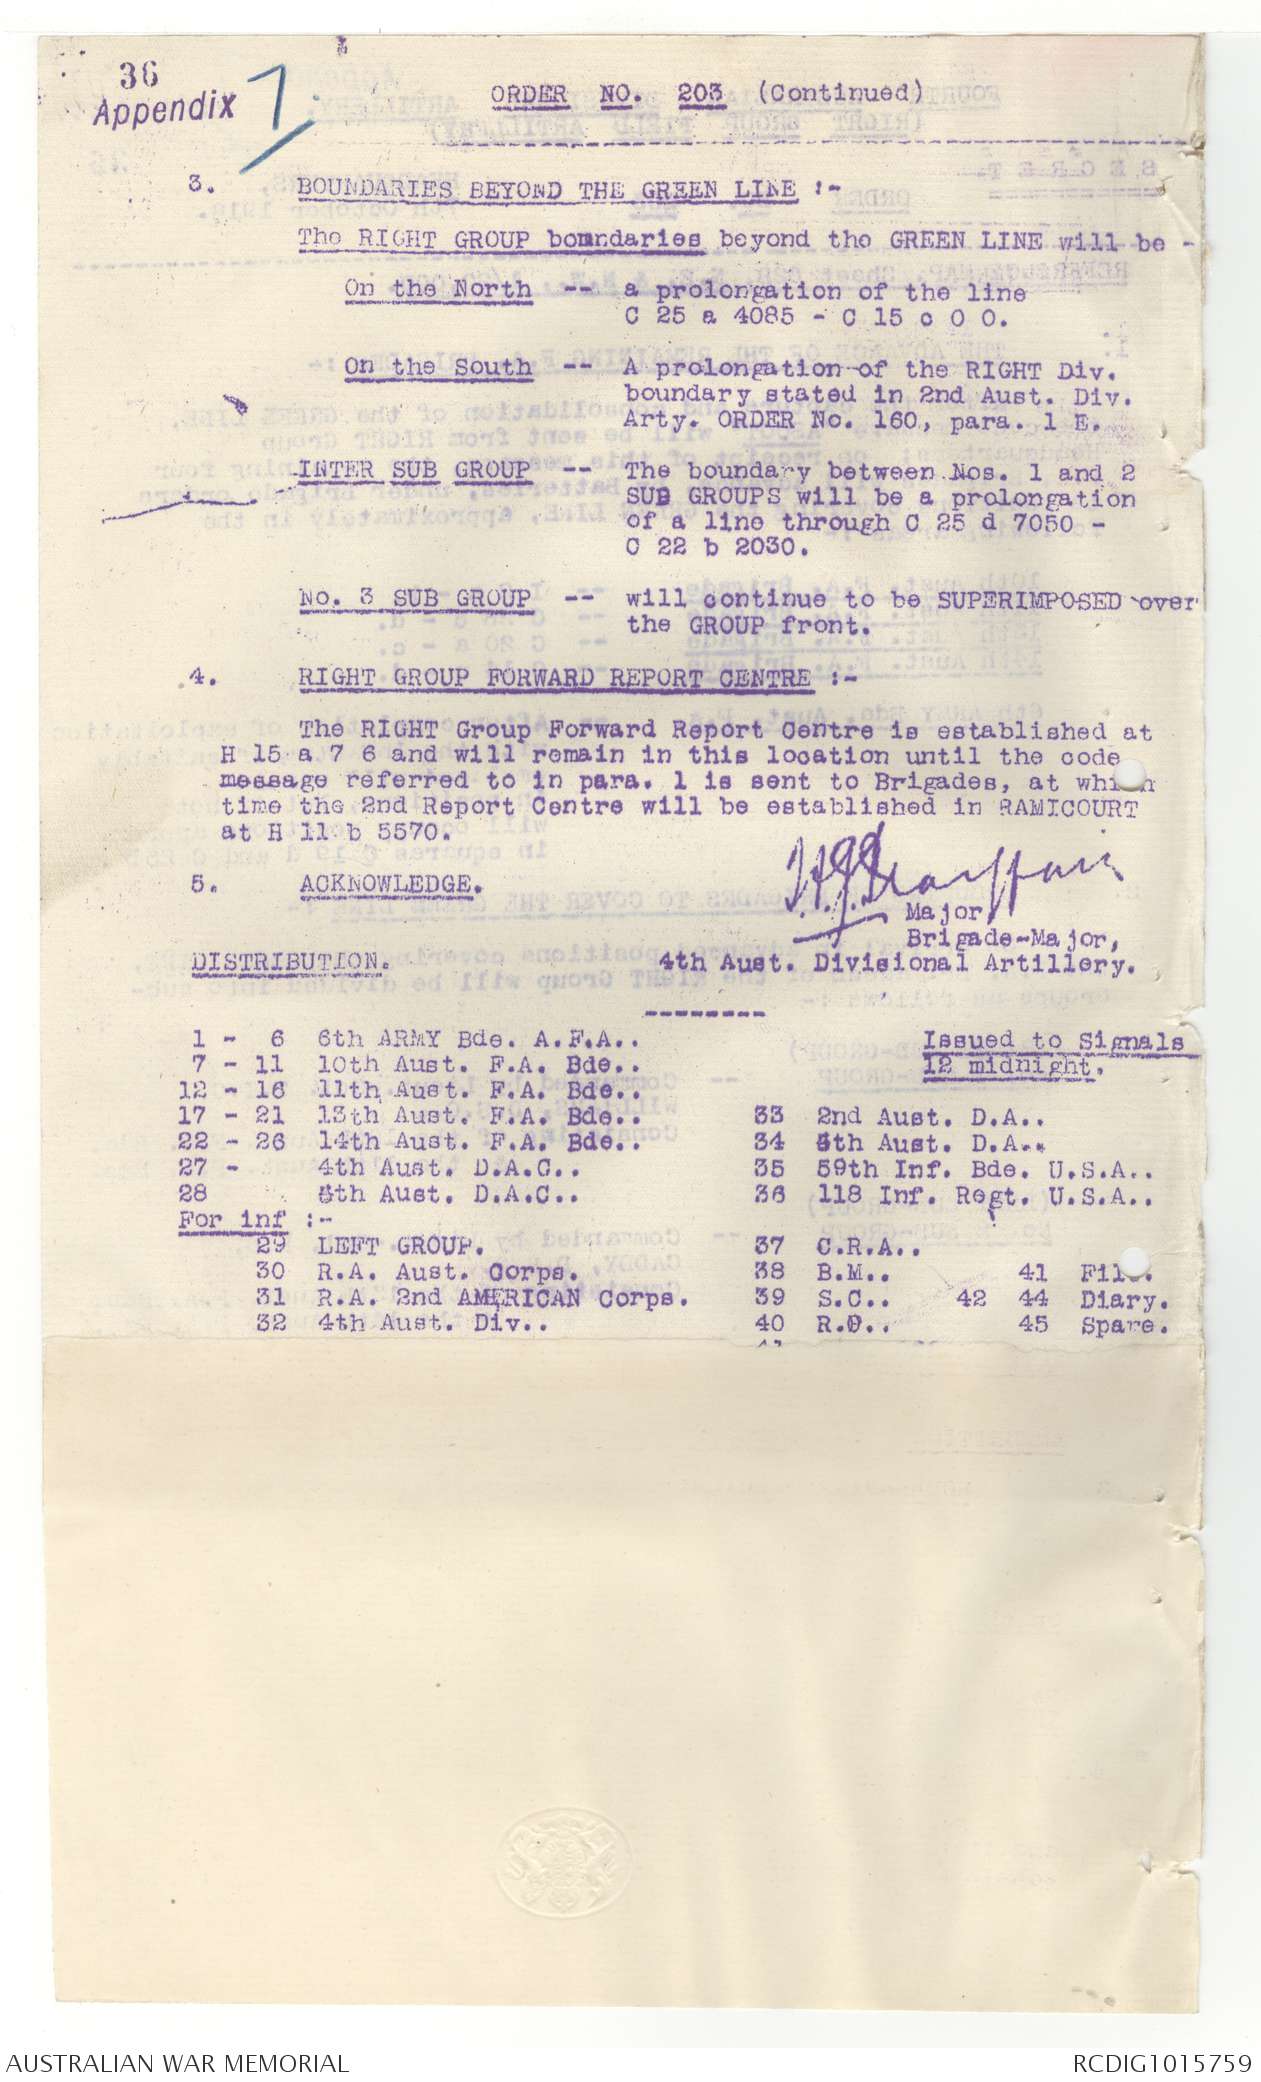 36
Appendix 7.
ORDER NO. 203 (Continued)
3. BOUNDARIES BEYOND THE GREEN LINE :-
The RIGHT GROUP boundaries beyond the GREEN LINE will be -
On the North -- a prolongation of the line
C 25 a 4085 - C 15 c 0 0.
On the South -- A prolongation of the RIGHT Div.
boundary stated in 2nd Aust. Div.
Arty. ORDER No. 160, para. 1 E.
INTER SUB GROUP -- The boundary between Nos. 1 and 2
SUB GROUPS will be a prolongation
of a line through C 25 d 7050 -
C 22 b 2030.
No. 3 SUB GROUP -- will continue to be SUPERIMPOSED over
the GROUP front.
4. RIGHT GROUP FORWARD REPORT CENTRE :-
The RIGHT Group Forward Report Centre is established at
H 15 a 7 6 and will remain in this location until the code
message referred to in para. 1 is sent to Brigades, at which
time the 2nd Report Centre will be established in RAMICOURT
at H 11 b 5570.
5. ACKNOWLEDGE.
Major
Brigade-Major,
DISTRIBUTION. 4th Aust. Divisional Artillery.
--------
1 - 6 6th ARMY Bde. A.F.A.. Issued to Signals
7 - 11 10th Aust. F.A. Bde.. 12 midnight.
12 - 16 11th Aust. F.A. Bde..
17 - 21 13th Aust. F.A. Bde.. 33 2nd Aust. D.A..
22 - 26 14th Aust. F.A. Bde.. 34 5th Aust. D.A..
27 - 4th Aust. D.A.C.. 35 59th Inf. Bde. U.S.A..
28 5th Aust. D.A.C.. 36 118 Inf. Regt. U.S.A..
For inf :-
29 LEFT GROUP. 37 C.R.A..
30 R.A. Aust. Corps. 38 B.M.. 41 File.
31 R.A. 2nd AMERICAN Corps. 39 S.C.. 42 44 Diary.
32 4th Aust. Div.. 40 R.O.. 45 Spare.
AUSTRALIAN WAR MEMORIAL RCDIG1015759